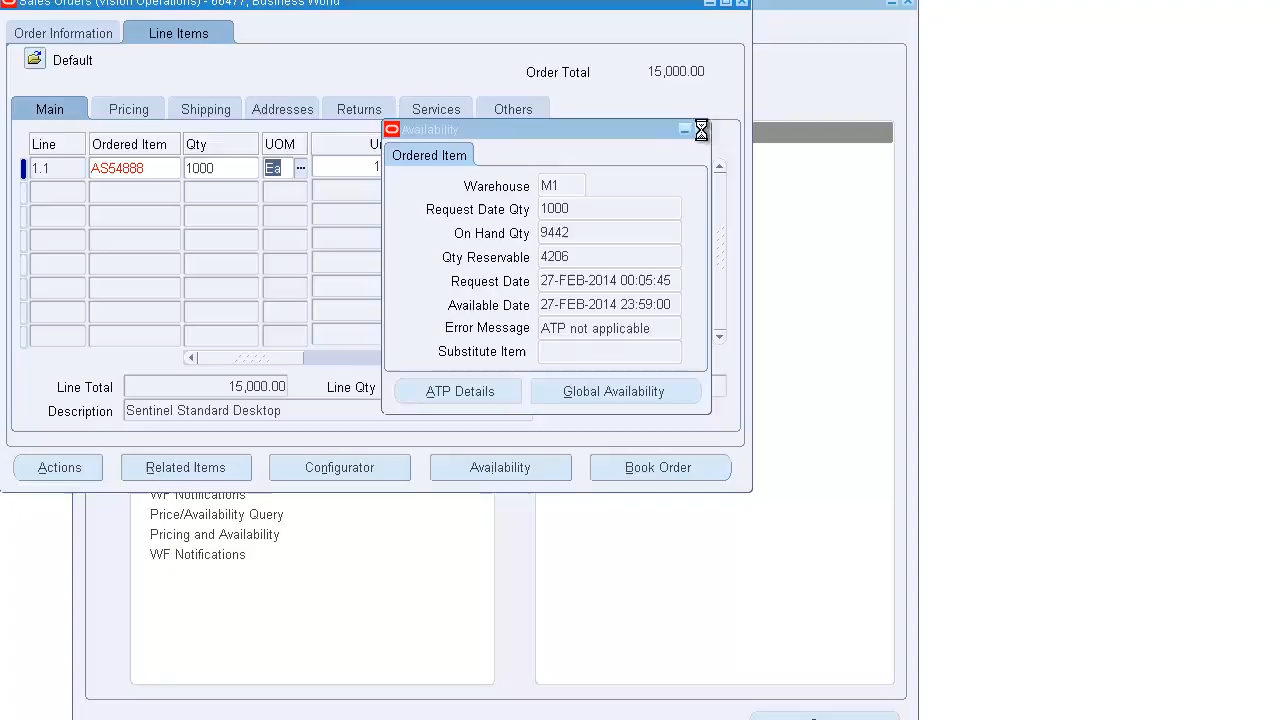 Sales Orders (Vision Operations) - 66477, Business World
Order Information
Line Items
Default
Order Total 15,000.00
Main Pricing Shipping Addresses Returns Services Others
Availability
Line Ordered Item Qty UOM
1.1 AS54888 1000 Ea ... 1
Ordered Item
Warehouse M1
Request Date Qty 1000
On Hand Qty 9442
Qty Reservable 4206
Request Date 27-FEB-2014 00:05:45
Available Date 27-FEB-2014 23:59:00
Error Message ATP not applicable
Substitute Item
ATP Details Global Availability
Line Total 15,000.00 Line Qty
Description Sentinel Standard Desktop
Actions Related Items Configurator Availability Book Order
WF Notifications
Price/Availability Query
Pricing and Availability
WF Notifications